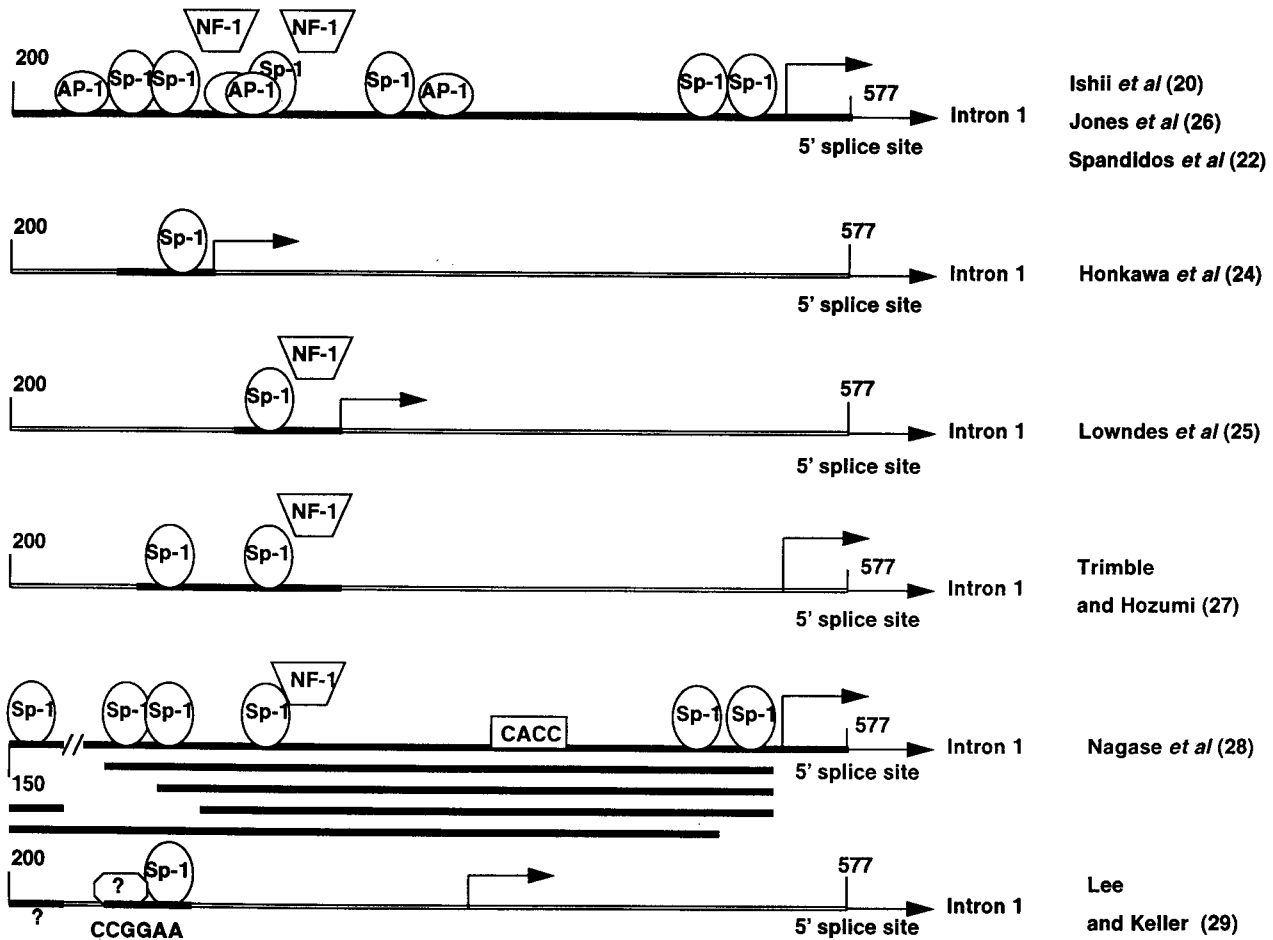 NF-1 NF-1
200
AP-1 Sp-1 Sp-1 AP-1 Sp-1 Sp-1 AP-1 Sp-1 Sp-1
577
Intron 1
5' splice site
Ishii et al (20)
Jones et al (26)
Spandidos et al (22)
200
Sp-1
577
Intron 1
5' splice site
Honkawa et al (24)
NF-1
200
Sp-1
577
Intron 1
5' splice site
Lowndes et al (25)
NF-1
200
Sp-1 Sp-1
577
Intron 1
5' splice site
Trimble
and Hozumi (27)
NF-1
Sp-1 Sp-1 Sp-1 Sp-1 CACC Sp-1 Sp-1
577
Intron 1
150
5' splice site
Nagase et al (28)
200
? Sp-1
577
Intron 1
?
CCGGAA
5' splice site
Lee
and Keller (29)